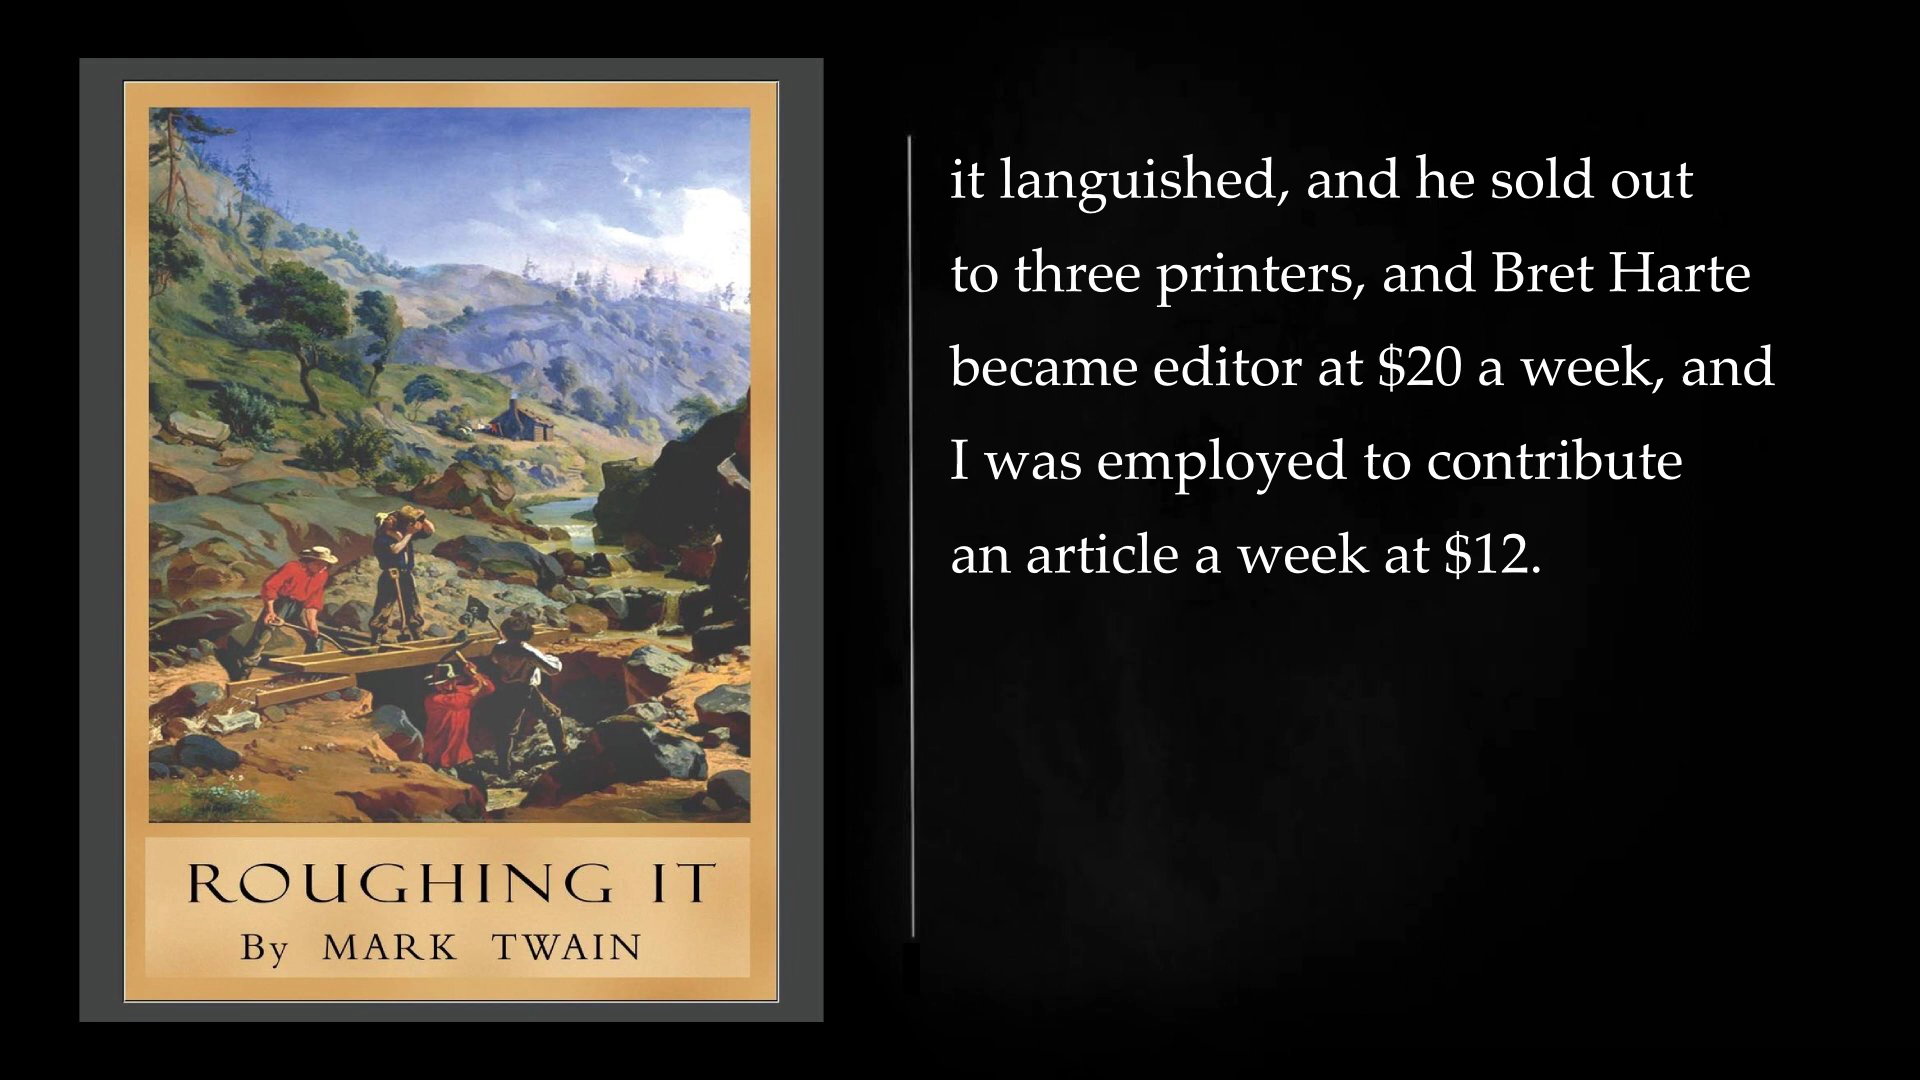 ROUGHING IT
By MARK TWAIN
it languished, and he sold out
to three printers, and Bret Harte
became editor at $20 a week, and
I was employed to contribute
an article a week at $12.